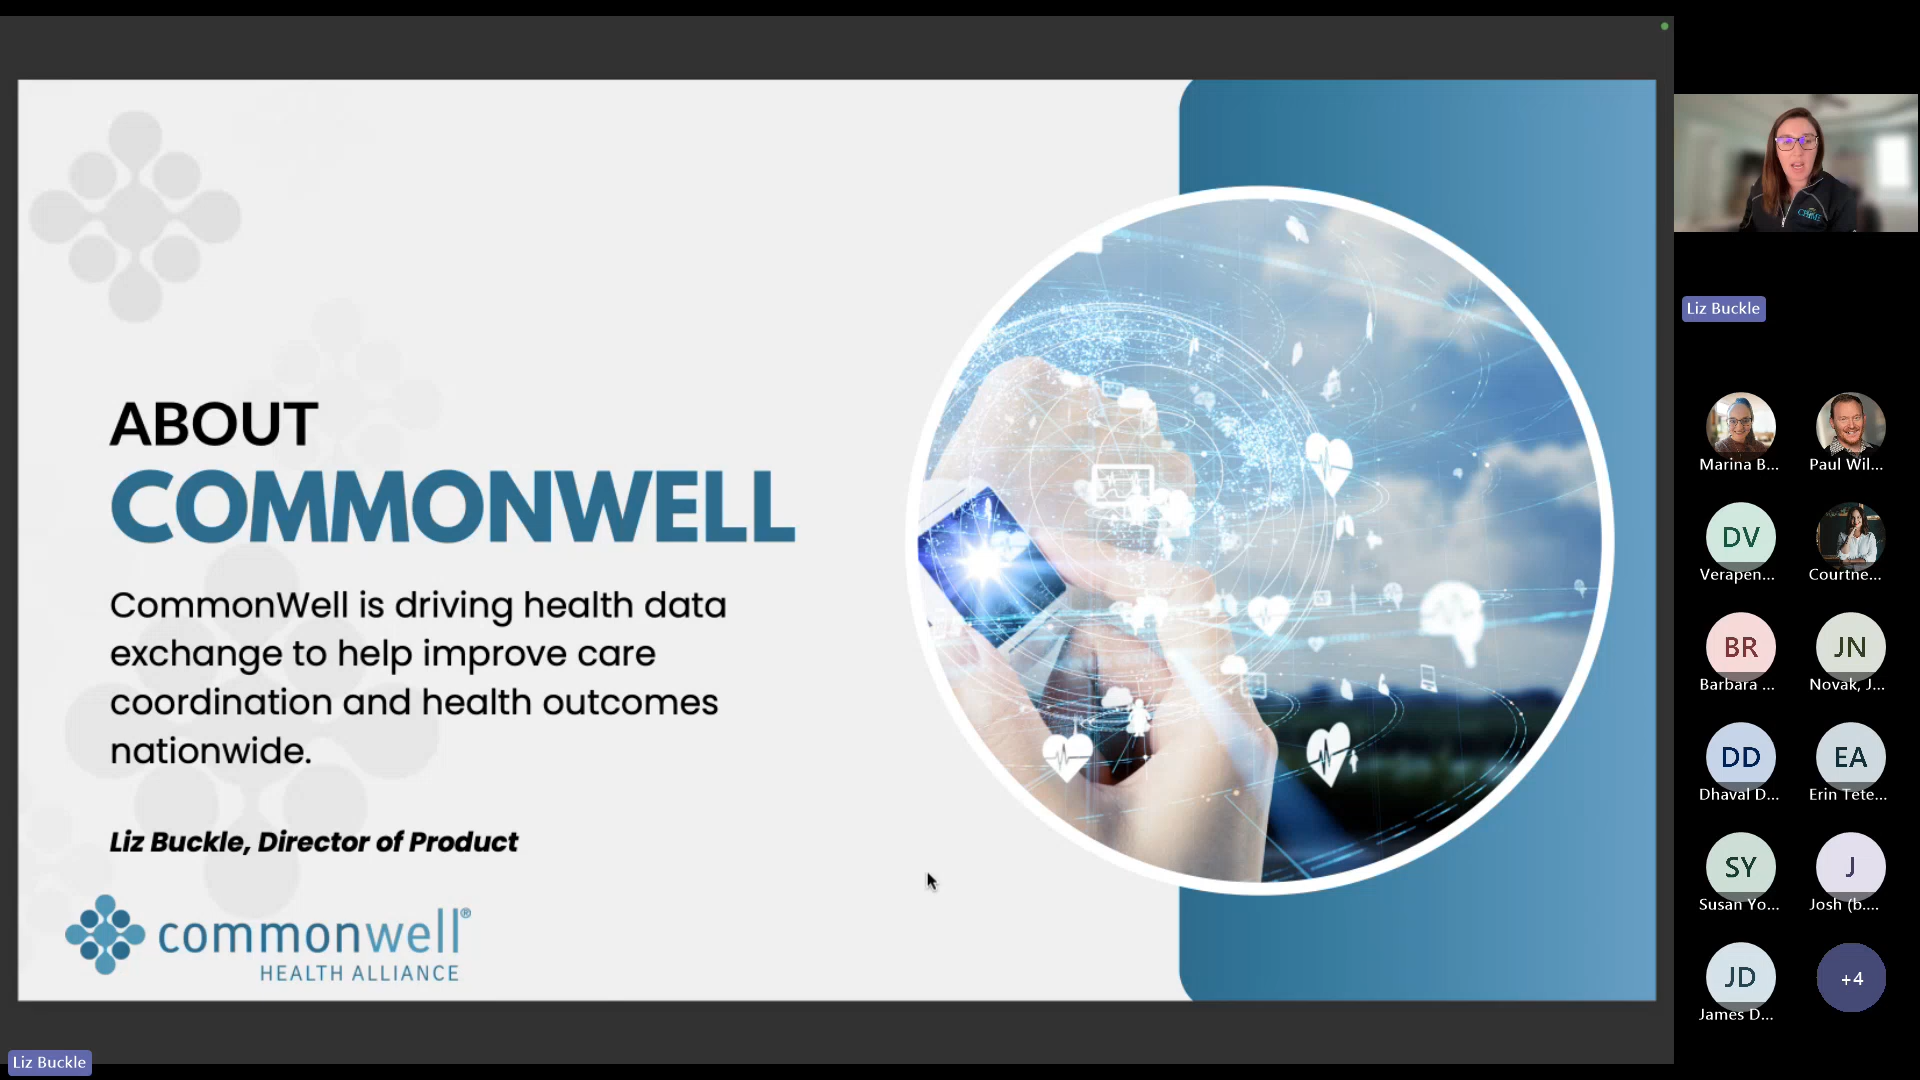 ABOUT
COMMONWELL
CommonWell is driving health data
exchange to help improve care
coordination and health outcomes
nationwide.
Liz Buckle, Director of Product
commonwell®
HEALTH ALLIANCE
Liz Buckle
Liz Buckle
Marina B...
Paul Wil...
DV
Verapen...
Courtne...
BR
Barbara ...
JN
Novak, J...
DD
Dhaval D...
EA
Erin Tete...
SY
Susan Yo...
J
Josh (b....
JD
James D...
+4